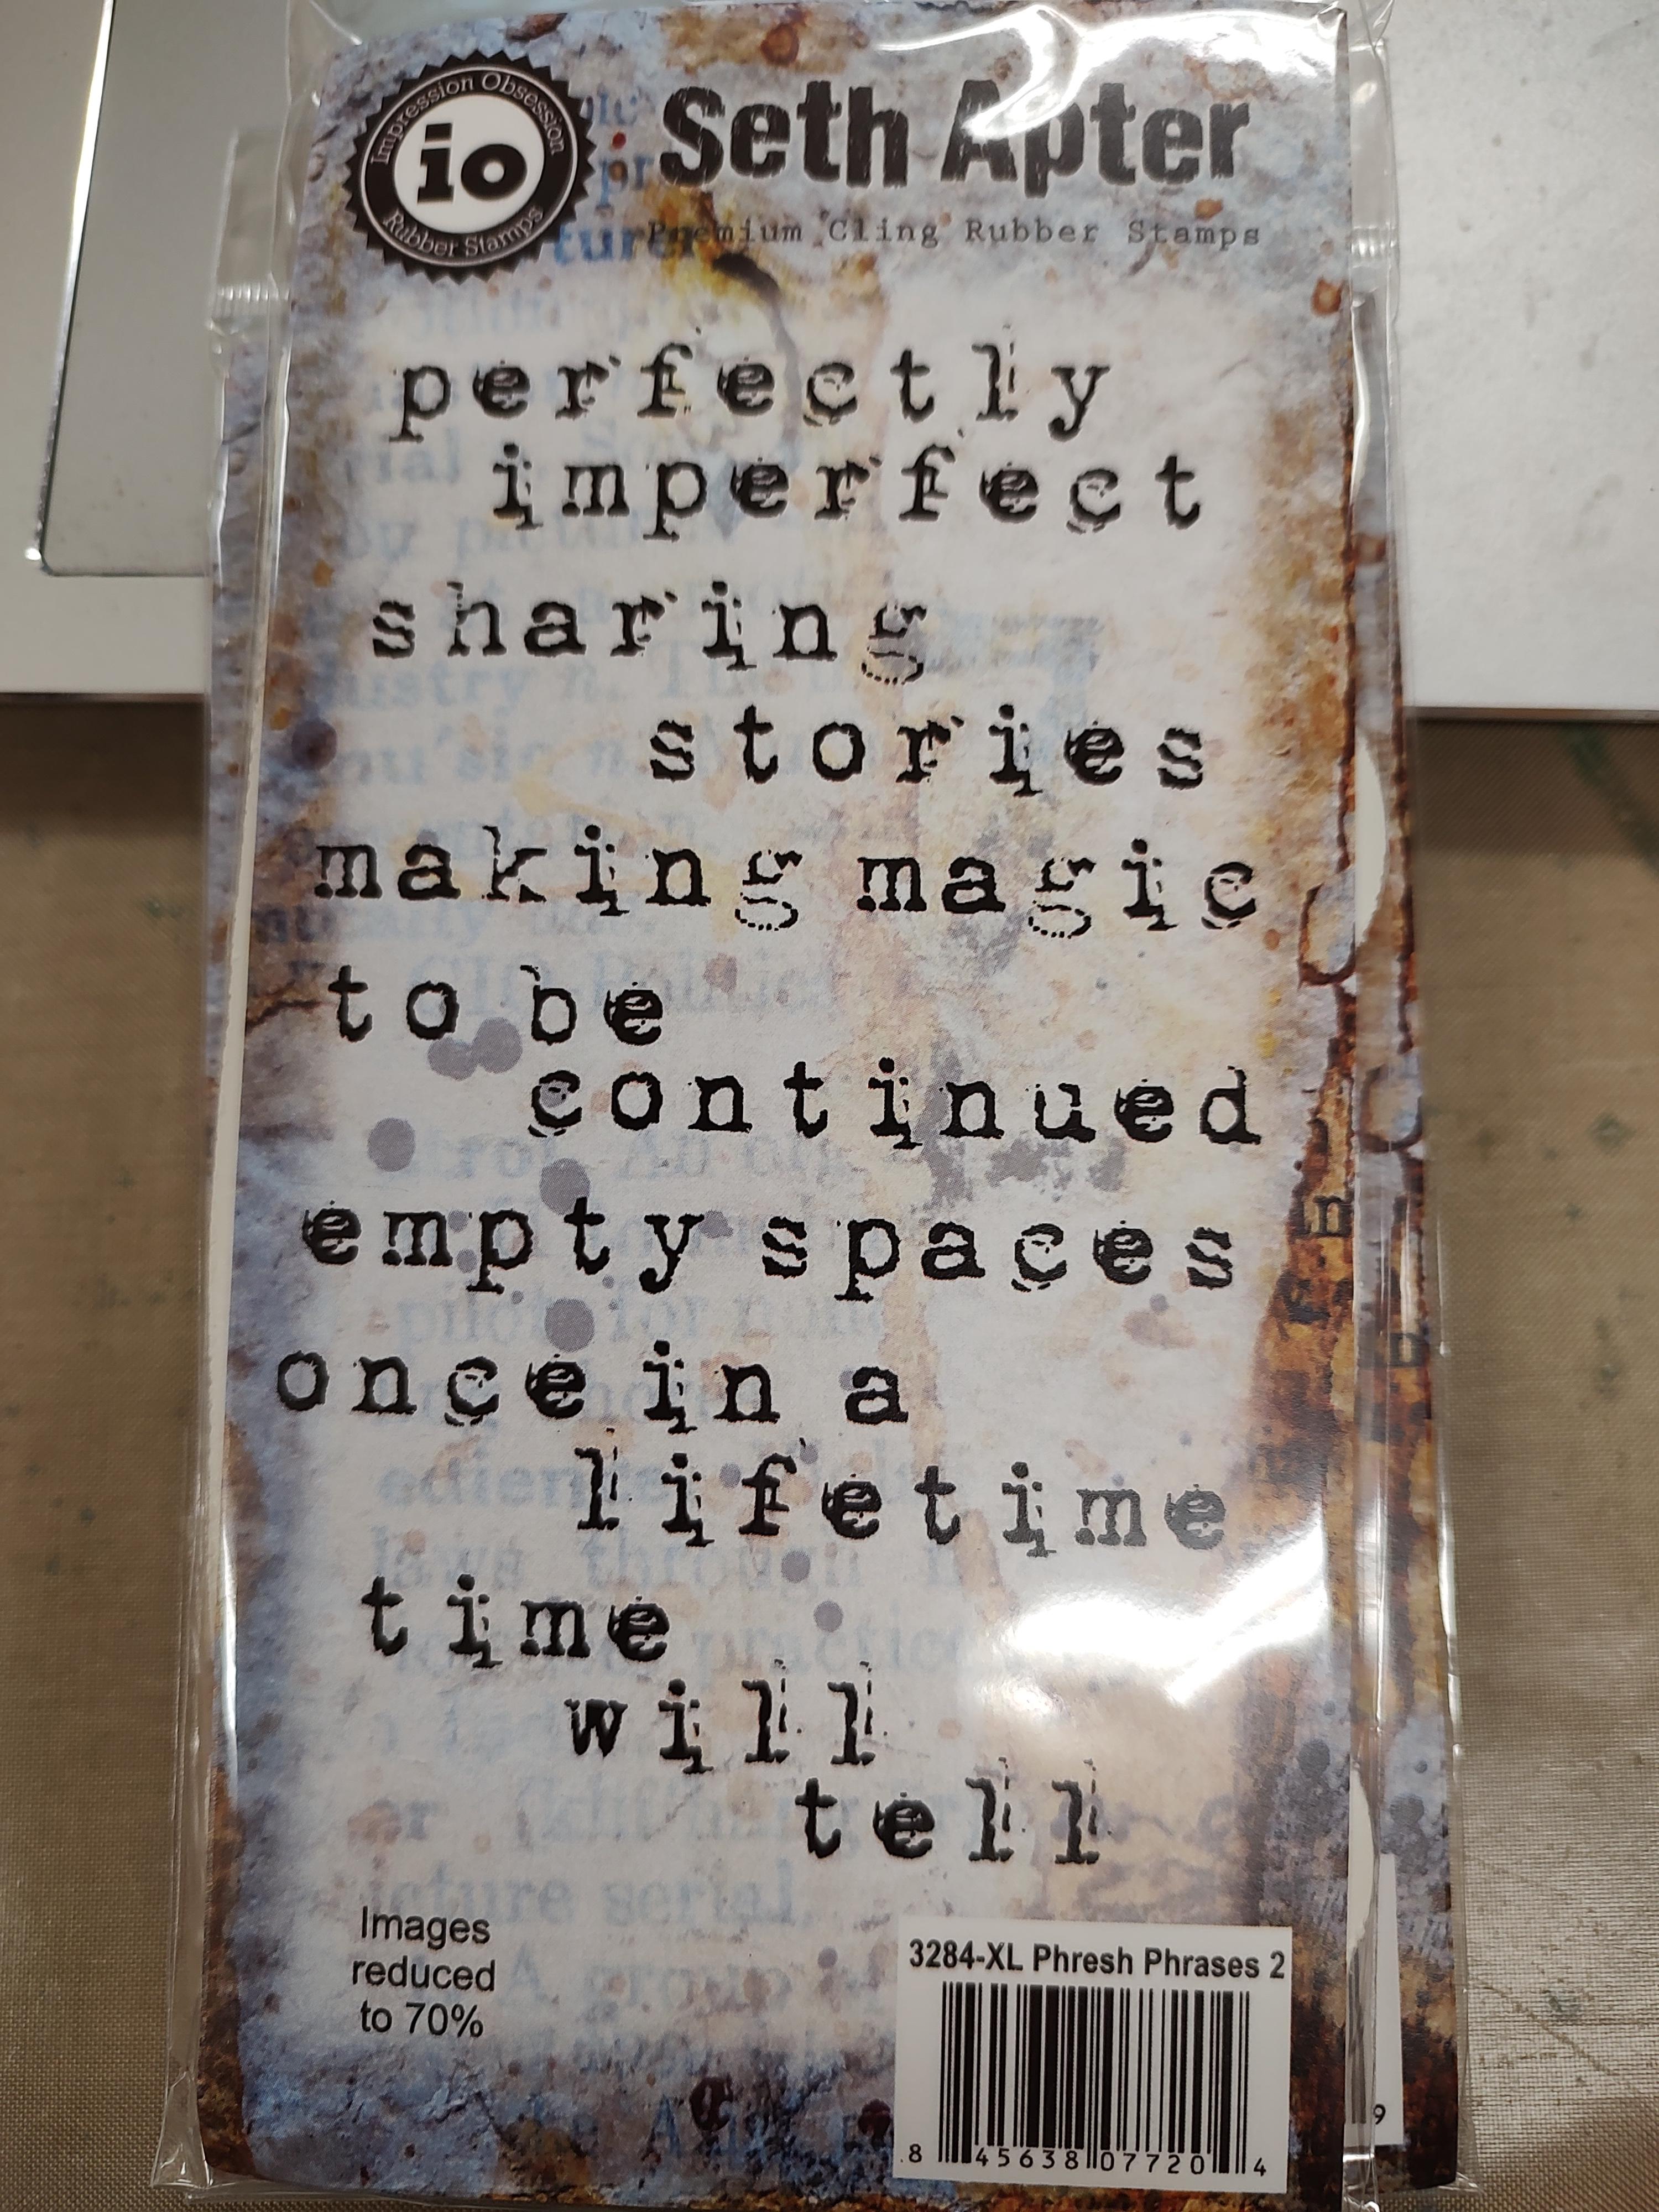 Impression Obsession
io
Rubber Stamps
Seth Apter
Premium Cling Rubber Stamps
perfectly
imperfect
sharing
stories
making magic
to be
continued
empty spaces
once in a
lifetime
time
will
tell
Images
reduced
to 70%
3284-XL Phresh Phrases 2
8 45638 07720 4
9